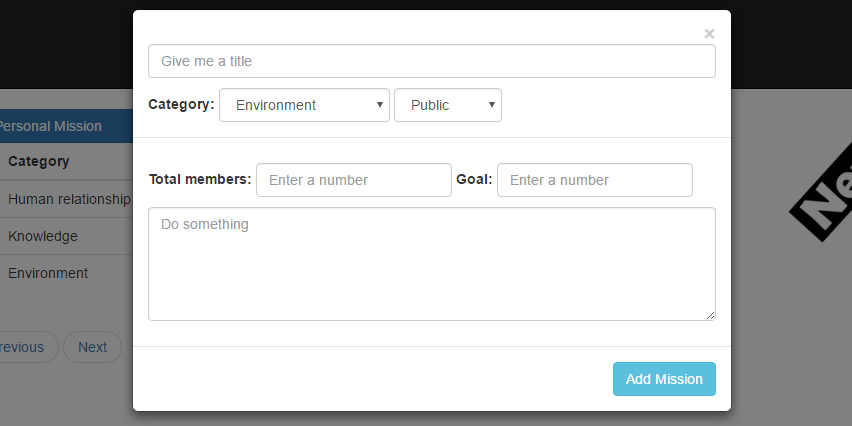 ×
Give me a title
Category: Environment Public
Personal Mission
Category
Total members: Enter a number Goal: Enter a number
Human relationship
Do something
Knowledge
Environment
revious Next
Add Mission
Ne